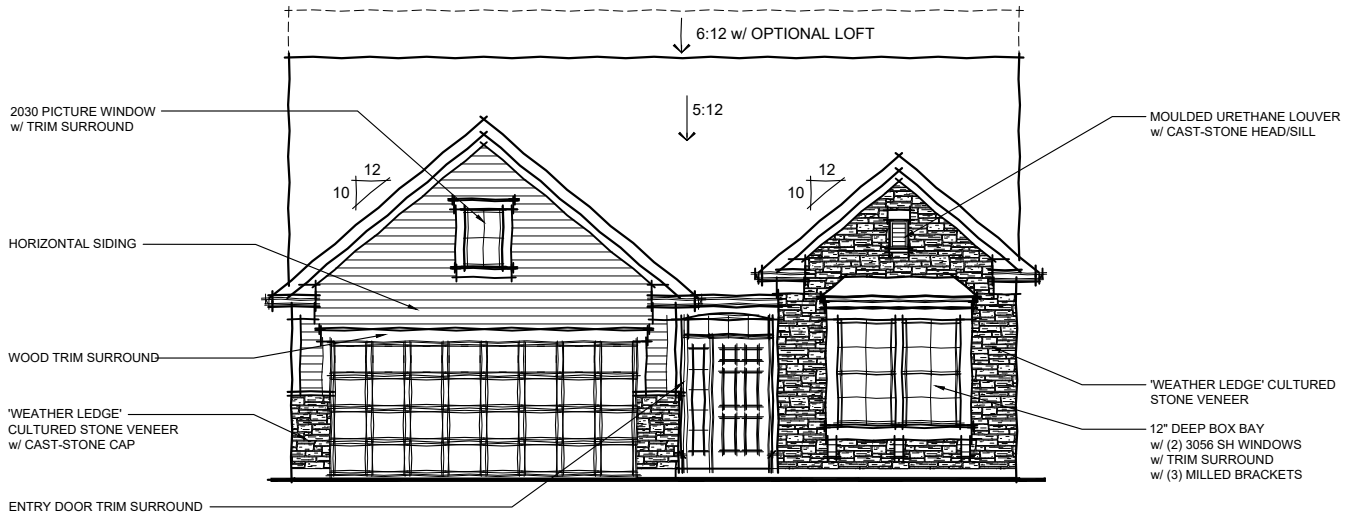 6:12 w/ OPTIONAL LOFT
5:12
2030 PICTURE WINDOW
w/ TRIM SURROUND
12
10
HORIZONTAL SIDING
WOOD TRIM SURROUND
'WEATHER LEDGE'
CULTURED STONE VENEER
w/ CAST-STONE CAP
ENTRY DOOR TRIM SURROUND
12
10
MOULDED URETHANE LOUVER
w/ CAST-STONE HEAD/SILL
'WEATHER LEDGE' CULTURED
STONE VENEER
12" DEEP BOX BAY
w/ (2) 3056 SH WINDOWS
w/ TRIM SURROUND
w/ (3) MILLED BRACKETS